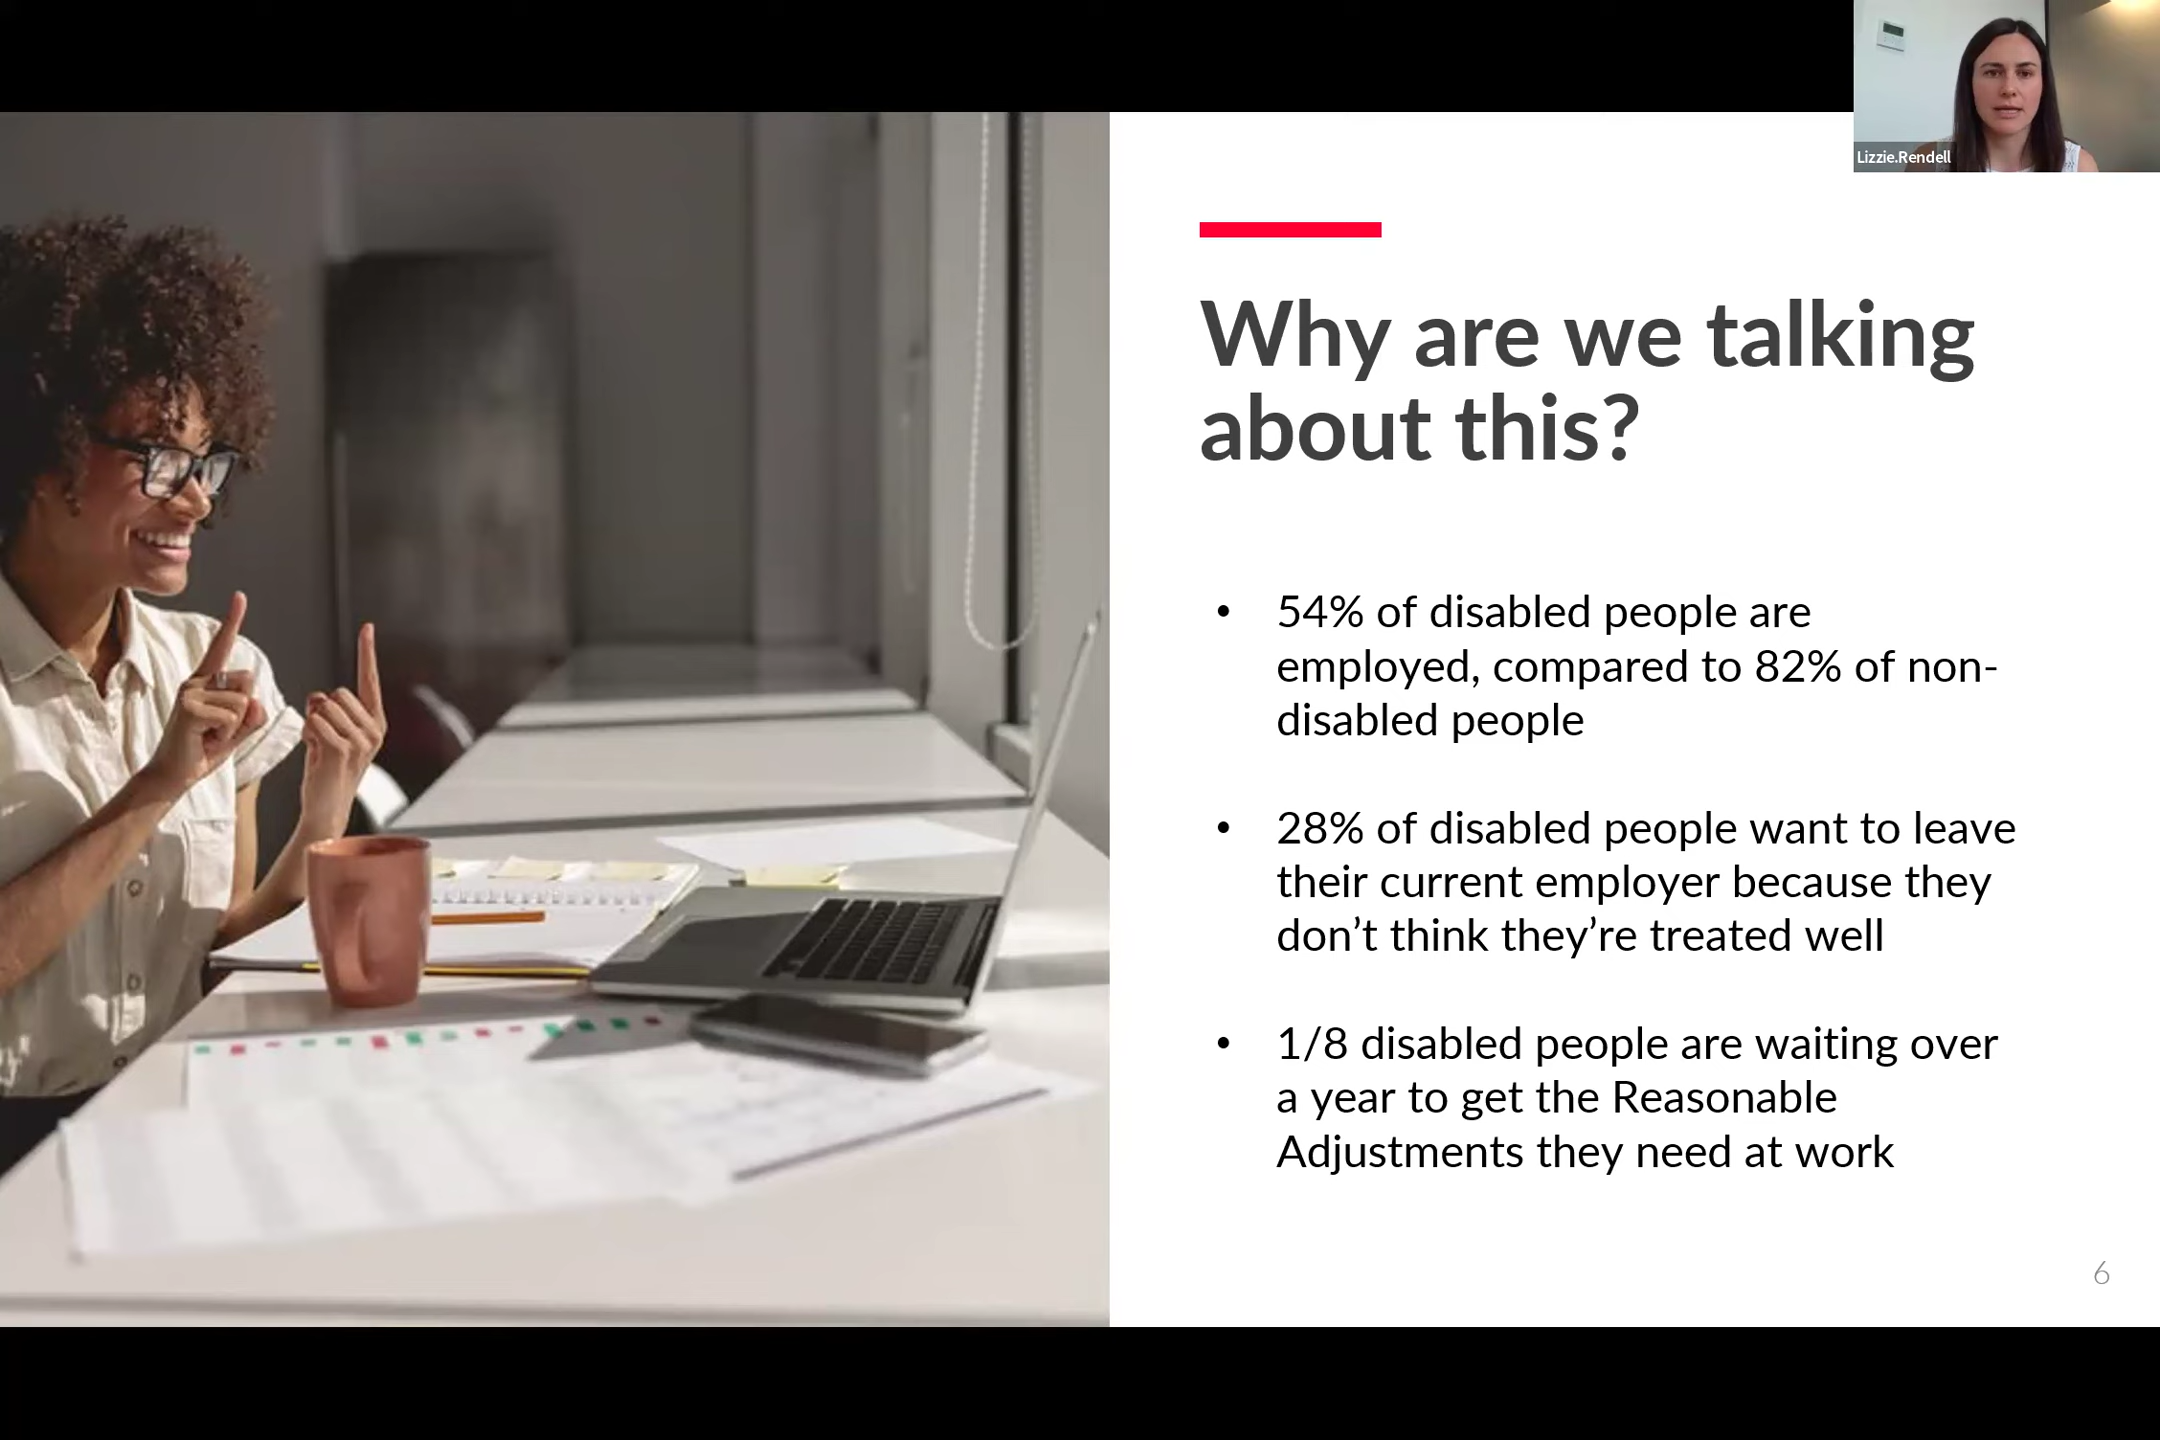 Lizzie.Rendell
Why are we talking
about this?
• 54% of disabled people are
employed, compared to 82% of non-
disabled people
• 28% of disabled people want to leave
their current employer because they
don’t think they’re treated well
• 1/8 disabled people are waiting over
a year to get the Reasonable
Adjustments they need at work
6